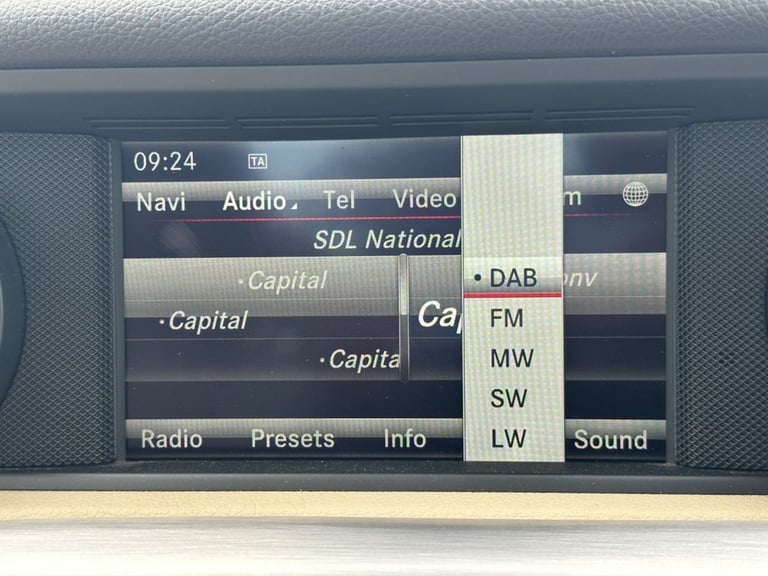 09:24 TA
Navi Audio Tel Video
SDL National
•Capital • DAB
•Capital FM
MW
SW
Radio Presets Info LW Sound